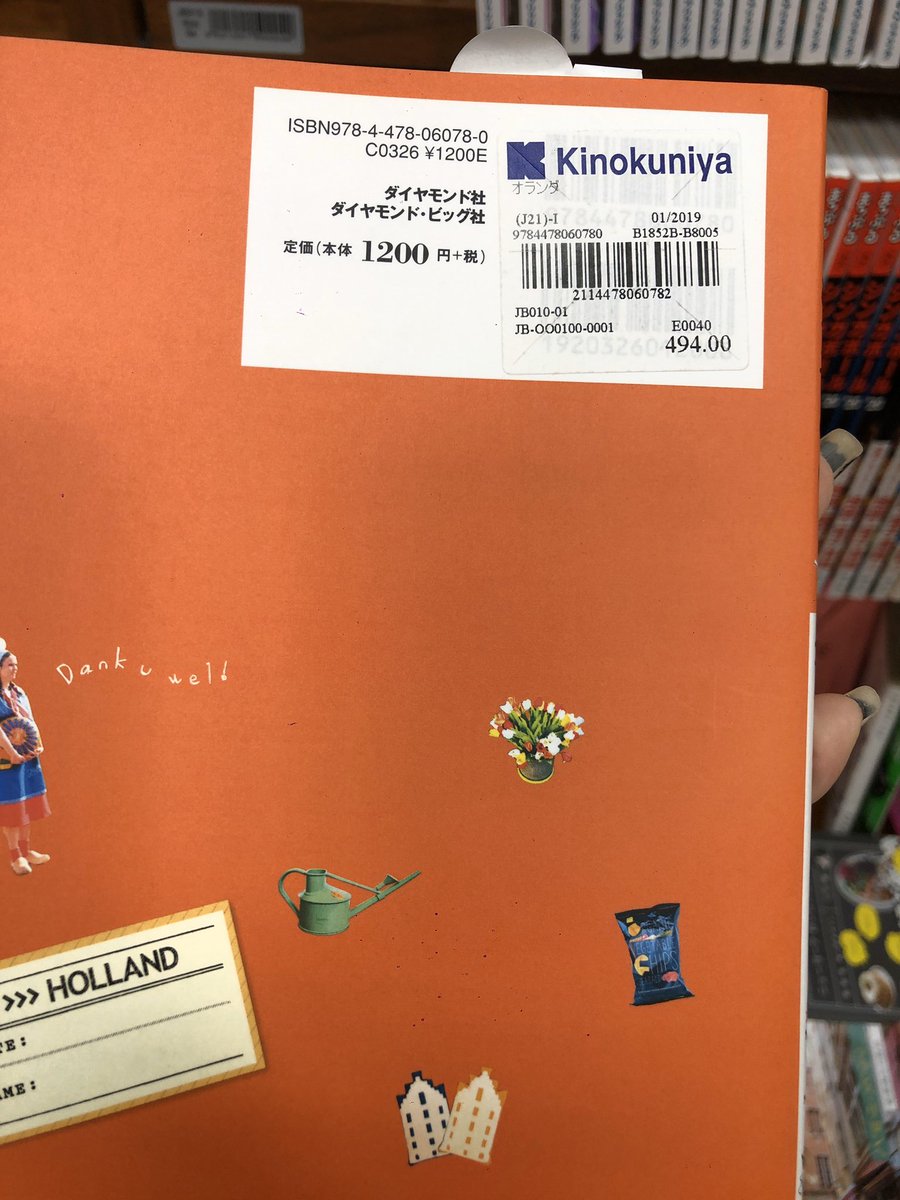 ISBN978-4-478-06078-0
C0326 ¥1200E
ダイヤモンド社
ダイヤモンド・ビッグ社
定価(本体 1200 円+税)
Kinokuniya
オランダ
(J21)-I 01/2019
9784478060780 B1852B-B8005
2114478060782
JB010-01
JB-OO0100-0001 E0040
494.00
Dank u wel!
CHIPS
>>> HOLLAND